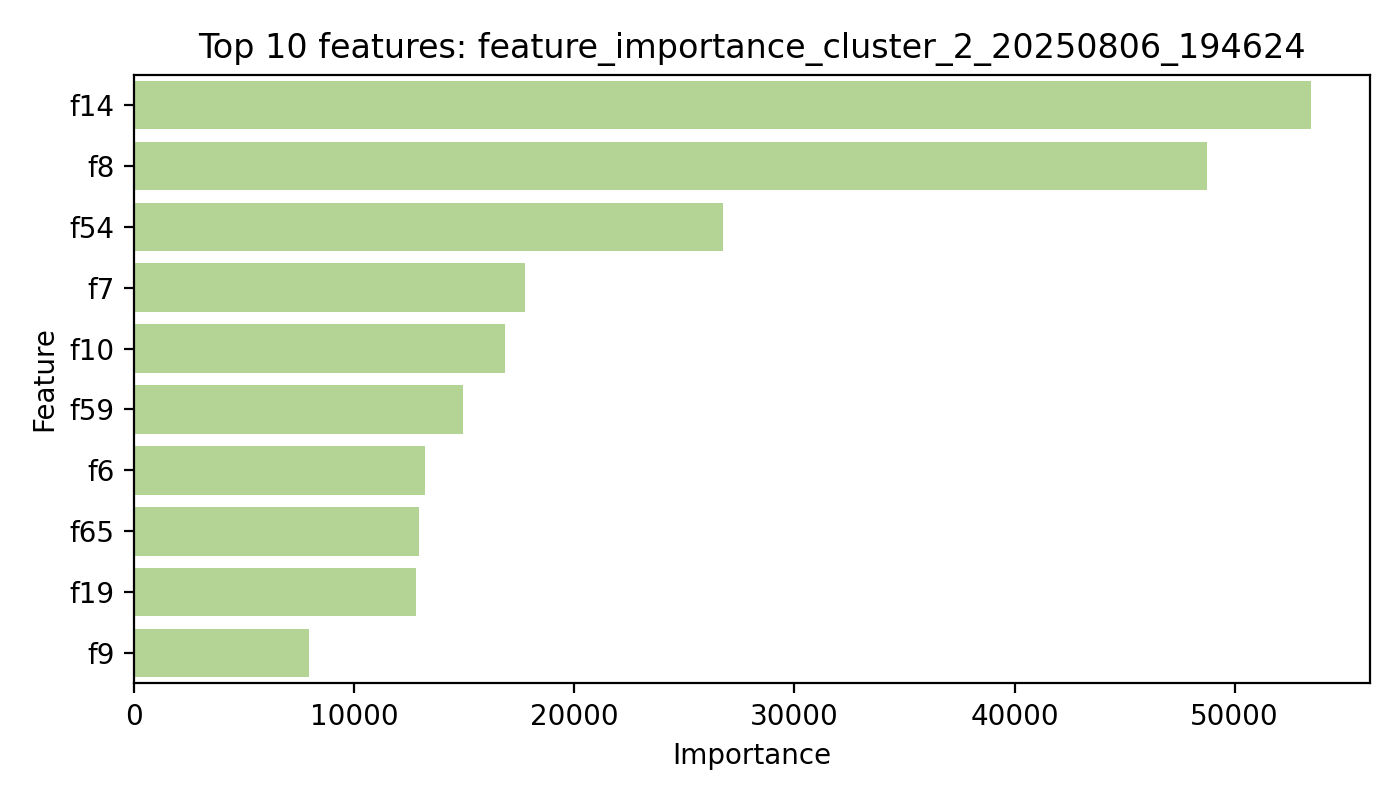 Top 10 features: feature_importance_cluster_2_20250806_194624
f14
f8
f54
f7
f10
f59
f6
f65
f19
f9
Feature
0 10000 20000 30000 40000 50000
Importance